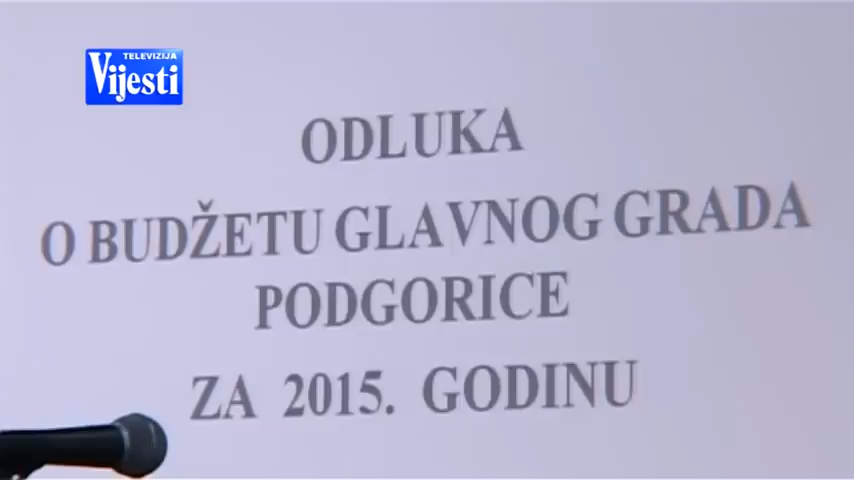 TELEVIZIJA
Vijesti
ODLUKA
O BUDŽETU GLAVNOG GRADA
PODGORICE
ZA 2015. GODINU